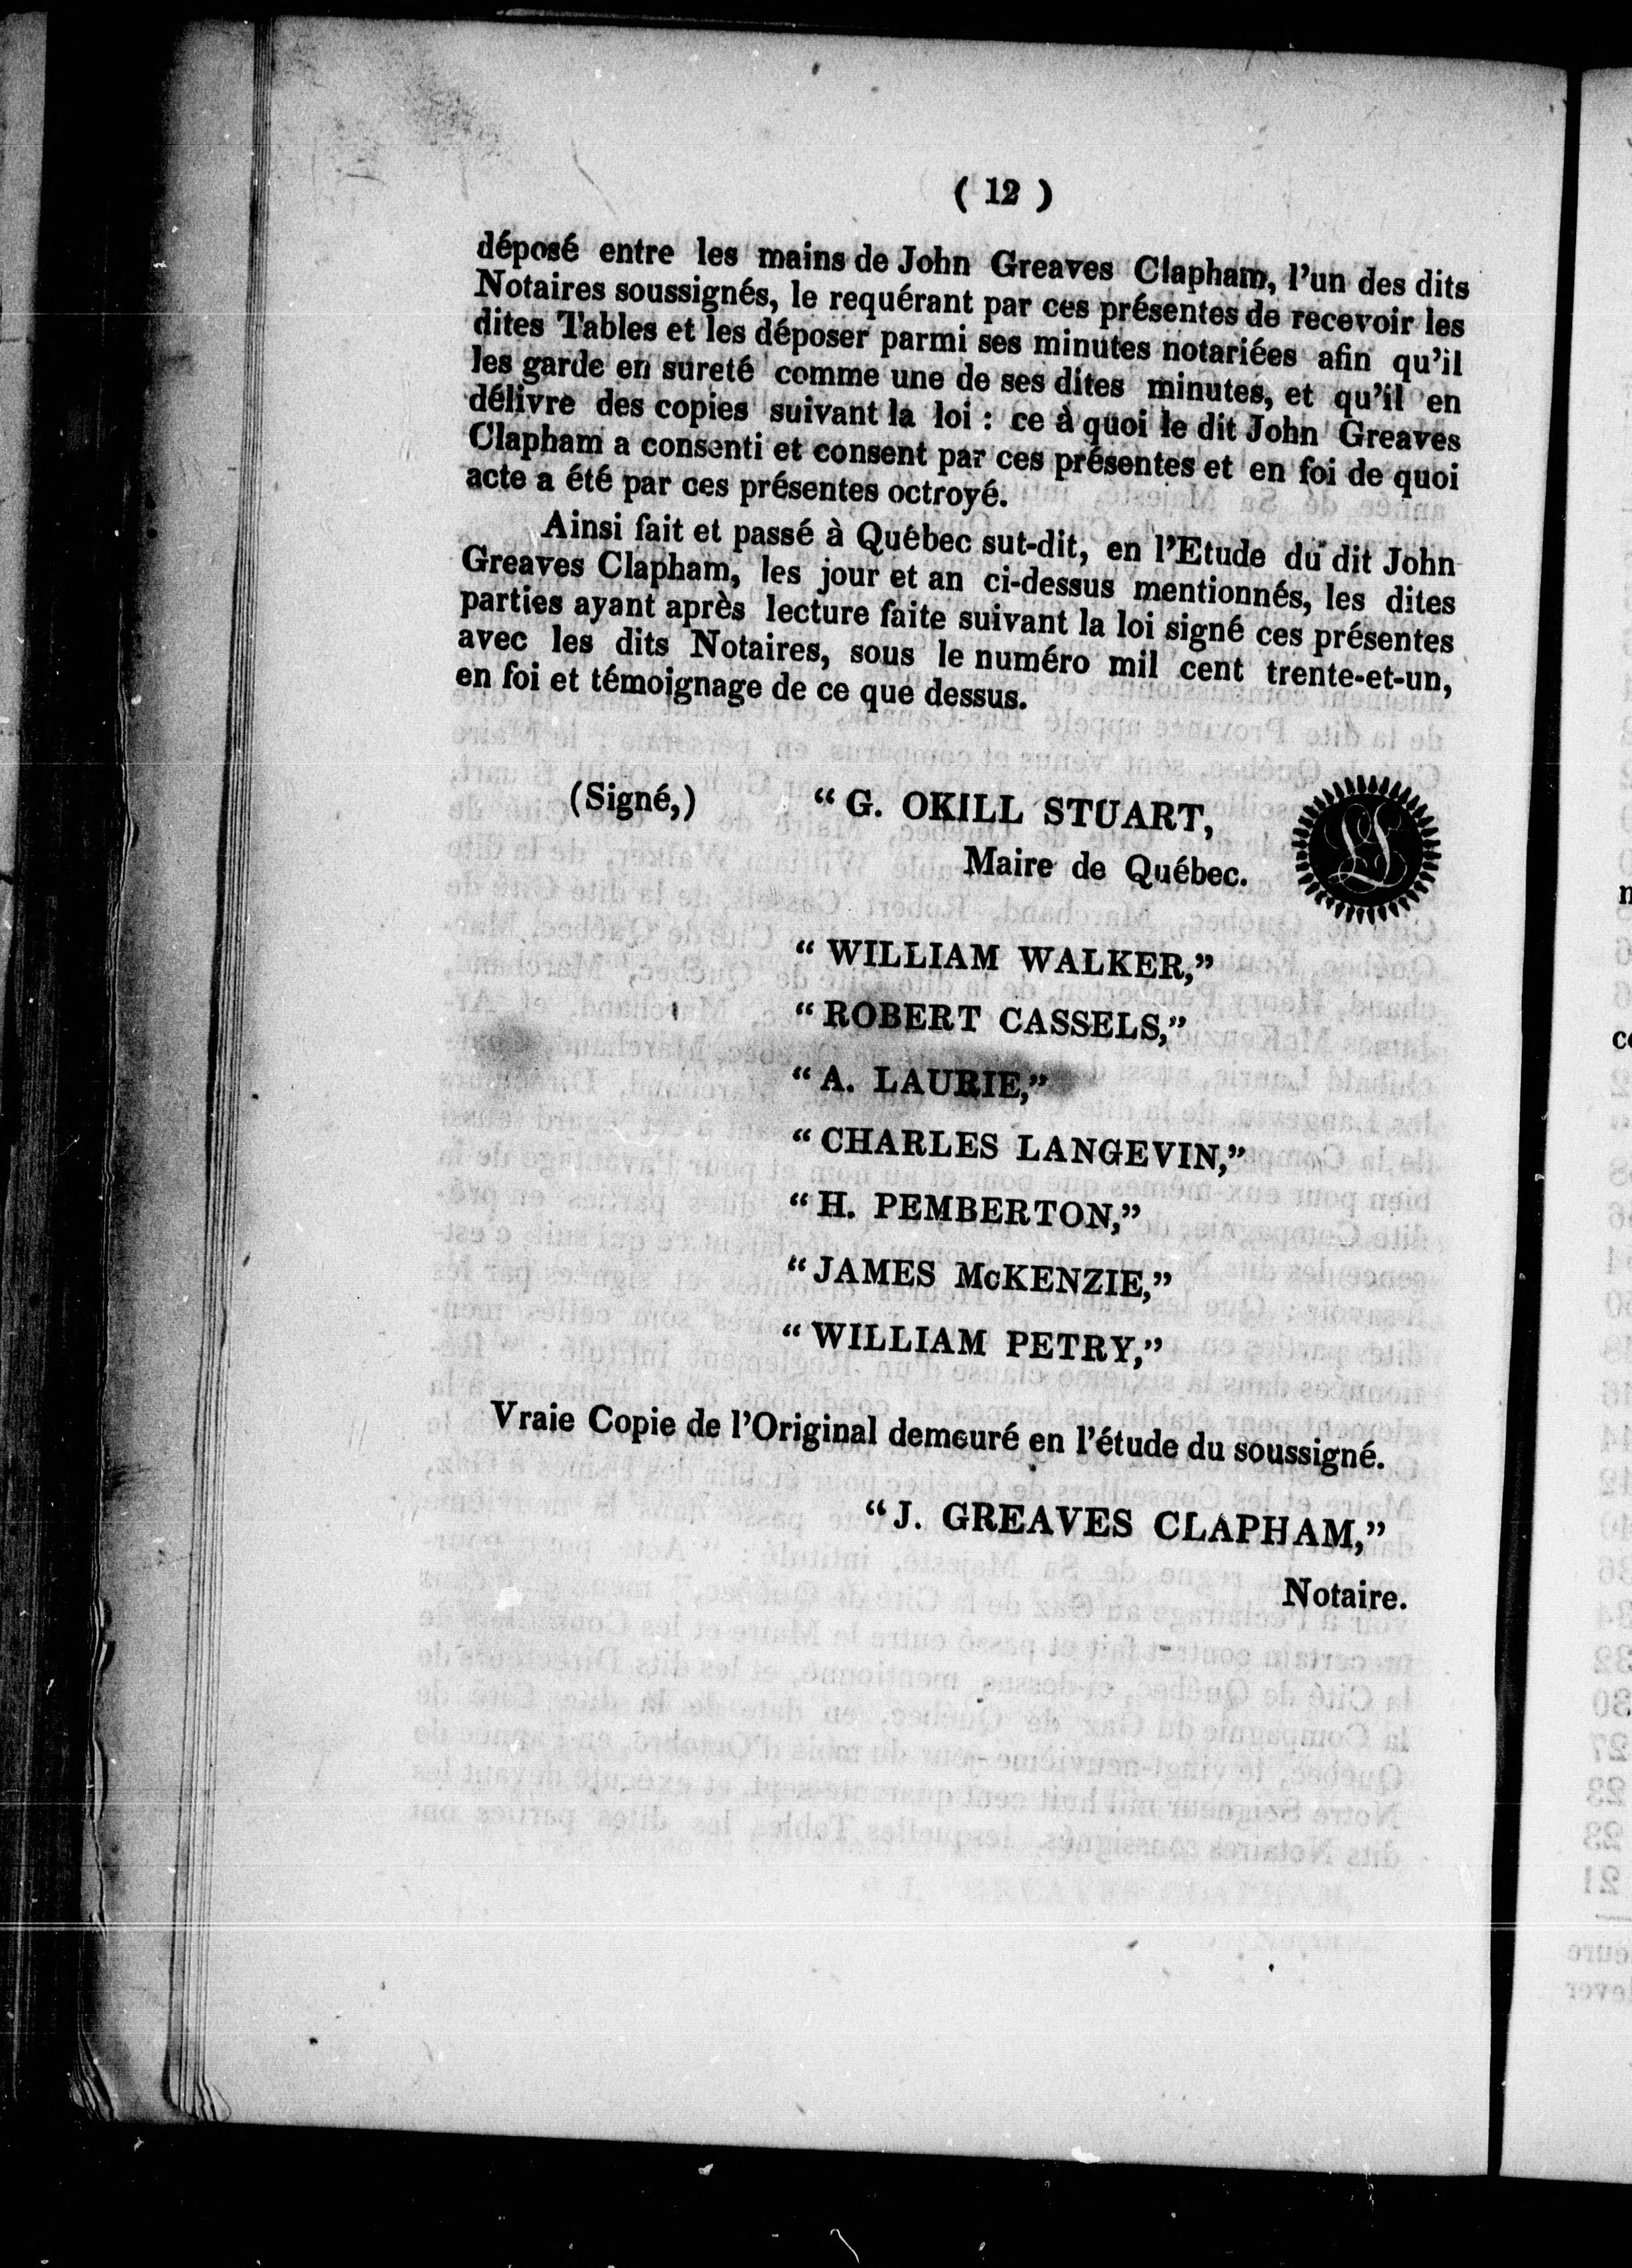 ( 12 )
déposé entre les mains de John Greaves Clapham, l'un des dits
Notaires soussignés, le requérant par ces présentes de recevoir les
dites Tables et les déposer parmi ses minutes notariées afin qu'il
les garde en sureté comme une de ses dites minutes, et qu'il en
délivre des copies suivant la loi : ce à quoi le dit John Greaves
Clapham a consenti et consent par ces présentes et en foi de quoi
acte a été par ces présentes octroyé.
Ainsi fait et passé à Québec sut-dit, en l'Etude du dit John
Greaves Clapham, les jour et an ci-dessus mentionnés, les dites
parties ayant après lecture faite suivant la loi signé ces présentes
avec les dits Notaires, sous le numéro mil cent trente-et-un,
en foi et témoignage de ce que dessus.
(Signé,) “ G. OKILL STUART,
Maire de Québec.
LS
“ WILLIAM WALKER,”
“ ROBERT CASSELS,”
“ A. LAURIE,”
“ CHARLES LANGEVIN,”
“ H. PEMBERTON,”
“ JAMES McKENZIE,”
“ WILLIAM PETRY,”
Vraie Copie de l'Original demeuré en l'étude du soussigné.
“ J. GREAVES CLAPHAM,”
Notaire.